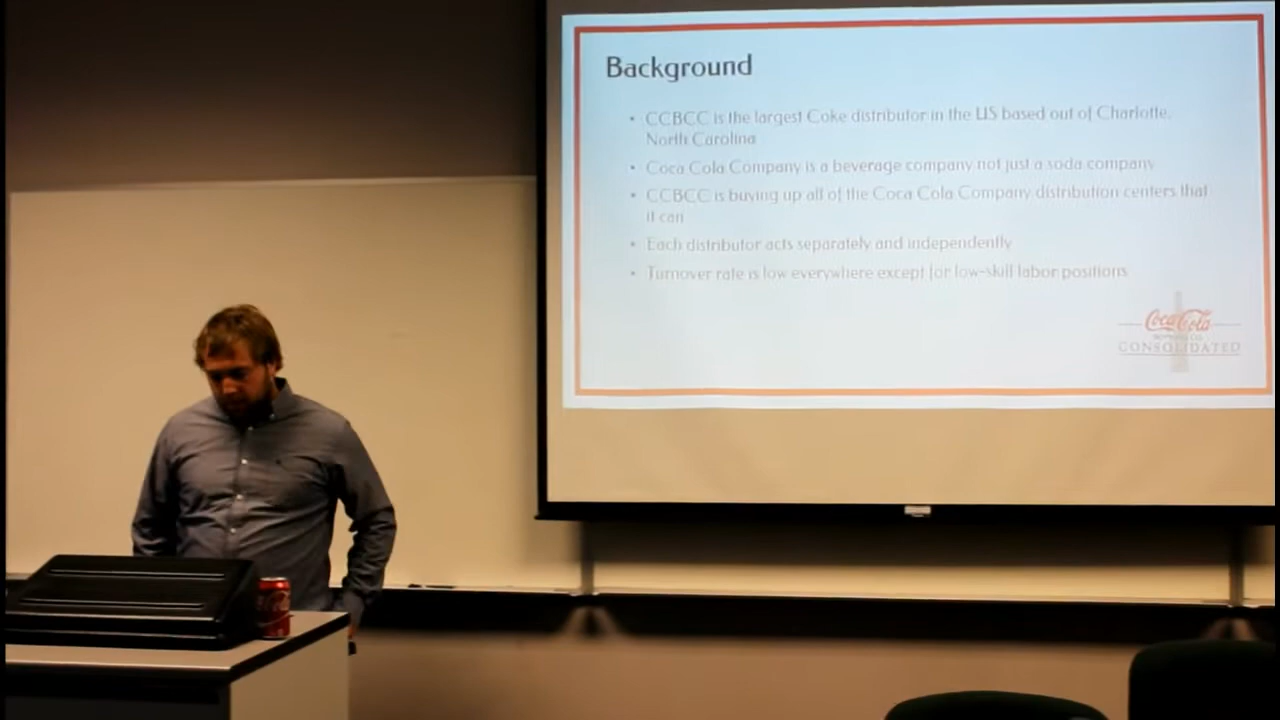 Background
• CCBCC is the largest Coke distributor in the US based out of Charlotte,
North Carolina
• Coca Cola Company is a beverage company not just a soda company
• CCBCC is buying up all of the Coca Cola Company distribution centers that
it can
• Each distributor acts separately and independently
• Turnover rate is low everywhere except for low-skill labor positions
Coca-Cola
CONSOLIDATED